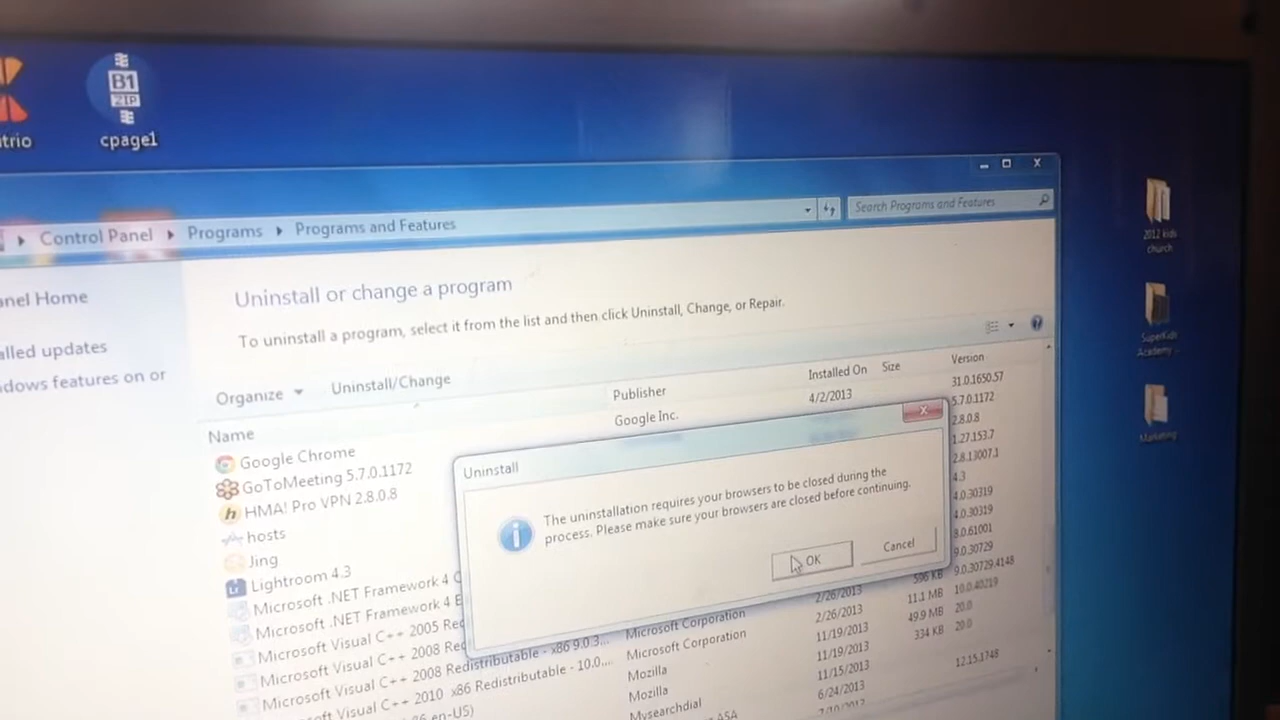 trio
B1
ZIP
cpage1
Control Panel
Programs
Programs and Features
Search Programs and Features
2012 kids
church
SuperKids
Academy -
Marketing
anel Home
alled updates
dows features on or
Uninstall or change a program
To uninstall a program, select it from the list and then click Uninstall, Change, or Repair.
Organize
Uninstall/Change
Name
Publisher
Installed On
Size
Version
Google Chrome
Google Inc.
4/2/2013
31.0.1650.57
GoToMeeting 5.7.0.1172
5.7.0.1172
HMA! Pro VPN 2.8.0.8
2.8.0.8
hosts
1.27.153.7
Jing
2.8.13007.1
Lightroom 4.3
4.3
Microsoft .NET Framework 4 C
4.0.30319
Microsoft .NET Framework 4 E
4.0.30319
Microsoft Visual C++ 2005 Red
8.0.61001
Microsoft Visual C++ 2008 Red
9.0.30729
Microsoft Visual C++ 2008 Redistributable - x86 9.0.3...
9.0.30729.4148
Microsoft Visual C++ 2010 x86 Redistributable - 10.0....
10.0.40219
Uninstall
The uninstallation requires your browsers to be closed during the
process. Please make sure your browsers are closed before continuing.
OK
Cancel
2/26/2013
596 KB
Microsoft Corporation
2/26/2013
11.1 MB
Microsoft Corporation
11/19/2013
49.9 MB
20.0
Mozilla
11/19/2013
334 KB
20.0
Mozilla
11/15/2013
Mysearchdial
6/24/2013
12.15.1748
en-US)
ASA